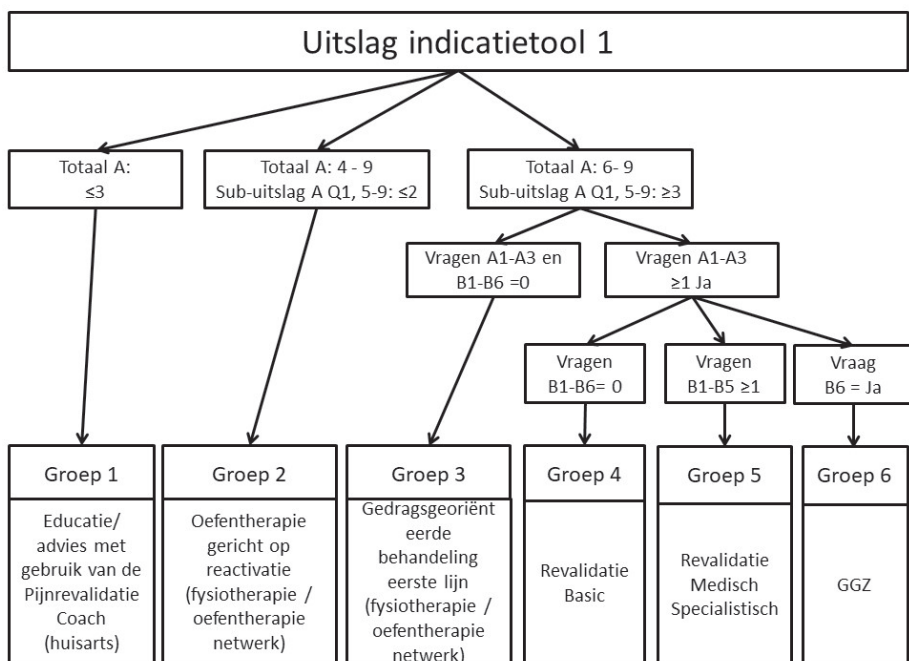 Uitslag indicatietool 1
Totaal A:
≤3
Totaal A: 4 - 9
Sub-uitslag A Q1, 5-9: ≤2
Totaal A: 6- 9
Sub-uitslag A Q1, 5-9: ≥3
Vragen A1-A3 en
B1-B6 =0
Vragen A1-A3
≥1 Ja
Vragen
B1-B6= 0
Vragen
B1-B5 ≥1
Vraag
B6 = Ja
Groep 1
Educatie/
advies met
gebruik van de
Pijnrevalidatie
Coach
(huisarts)
Groep 2
Oefentherapie
gericht op
reactivatie
(fysiotherapie /
oefentherapie
netwerk)
Groep 3
Gedragsgeoriënt
eerde
behandeling
eerste lijn
(fysiotherapie /
oefentherapie
netwerk)
Groep 4
Revalidatie
Basic
Groep 5
Revalidatie
Medisch
Specialistisch
Groep 6
GGZ